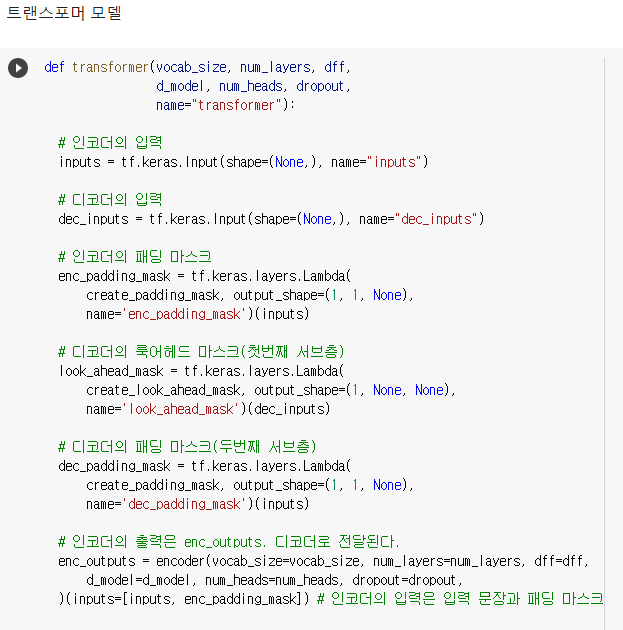 트랜스포머 모델
def transformer(vocab_size, num_layers, dff,
                d_model, num_heads, dropout,
                name="transformer"):
  # 인코더의 입력
  inputs = tf.keras.Input(shape=(None,), name="inputs")
  # 디코더의 입력
  dec_inputs = tf.keras.Input(shape=(None,), name="dec_inputs")
  # 인코더의 패딩 마스크
  enc_padding_mask = tf.keras.layers.Lambda(
      create_padding_mask, output_shape=(1, 1, None),
      name='enc_padding_mask')(inputs)
  # 디코더의 룩어헤드 마스크(첫번째 서브층)
  look_ahead_mask = tf.keras.layers.Lambda(
      create_look_ahead_mask, output_shape=(1, None, None),
      name='look_ahead_mask')(dec_inputs)
  # 디코더의 패딩 마스크(두번째 서브층)
  dec_padding_mask = tf.keras.layers.Lambda(
      create_padding_mask, output_shape=(1, 1, None),
      name='dec_padding_mask')(inputs)
  # 인코더의 출력은 enc_outputs. 디코더로 전달된다.
  enc_outputs = encoder(vocab_size=vocab_size, num_layers=num_layers, dff=dff,
      d_model=d_model, num_heads=num_heads, dropout=dropout,
  )(inputs=[inputs, enc_padding_mask]) # 인코더의 입력은 입력 문장과 패딩 마스크